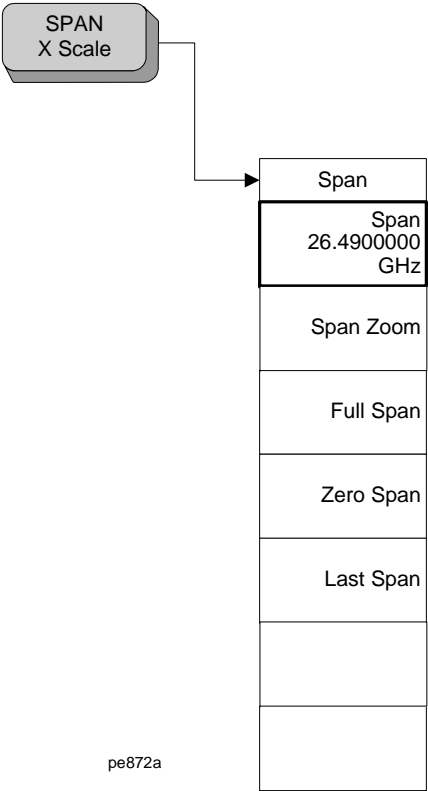 SPAN
X Scale
Span
Span
26.4900000
GHz
Span Zoom
Full Span
Zero Span
Last Span
pe872a